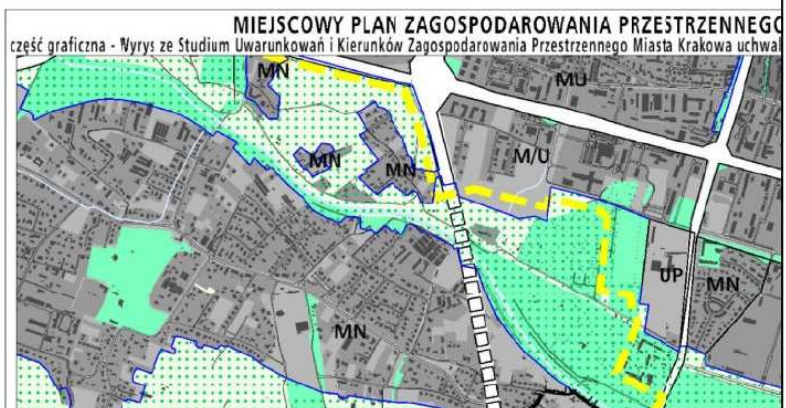 MIEJSCOWY PLAN ZAGOSPODAROWANIA PRZESTRZENNEGO
część graficzna - Wyrys ze Studium Uwarunkowań i Kierunków Zagospodarowania Przestrzennego Miasta Krakowa uchwal
MN
MU
MN
MN
M/U
UP
MN
MN